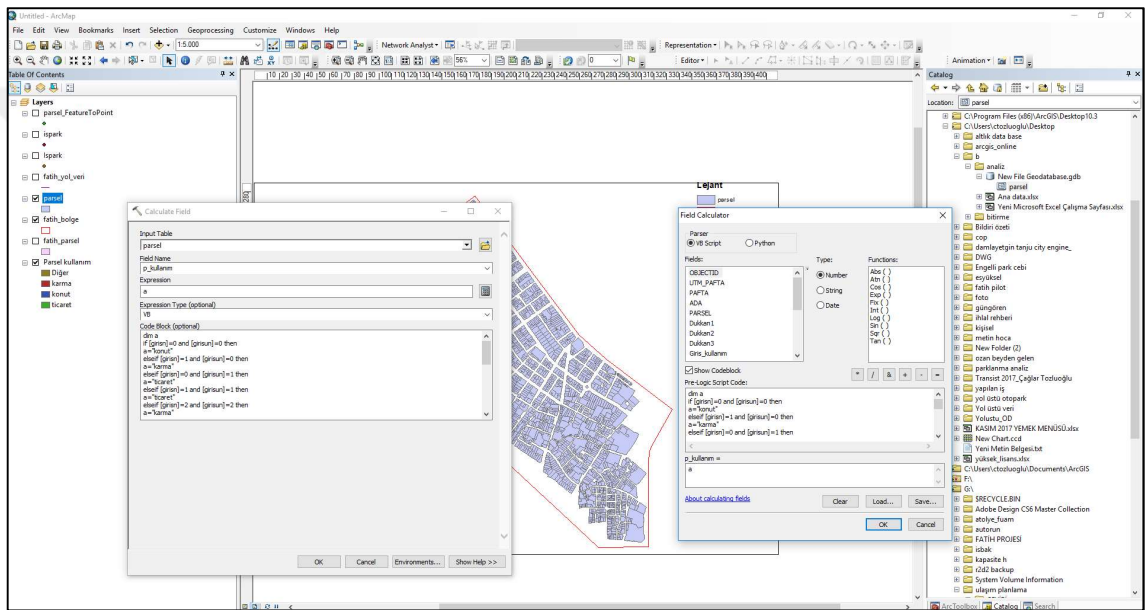 Untitled - ArcMap
File Edit View Bookmarks Insert Selection Geoprocessing Customize Windows Help
1:5.000
Network Analyst
Representation
56%
0
Editor
Animation
Table Of Contents
Layers
parsel_FeatureToPoint
ispark
Ispark
fatih_yol_veri
parsel
fatih_bolge
fatih_parsel
Parsel kullanım
Diğer
karma
konut
ticaret
Lejant
parsel
Calculate Field
Input Table
parsel
Field Name
p_kullanm
Expression
a
Expression Type (optional)
VB
Code Block (optional)
dim a
if [girisn]=0 and [girisun]=0 then
a="konut"
elseif [girisn]=1 and [girisun]=0 then
a="karma"
elseif [girisn]=0 and [girisun]=1 then
a="ticaret"
elseif [girisn]=1 and [girisun]=1 then
a="ticaret"
elseif [girisn]=2 and [girisun]=2 then
a="karma"
OK Cancel Environments... Show Help >>
Field Calculator
Parser
VB Script Python
Fields:
OBJECTID
UTM_PAFTA
PAFTA
ADA
PARSEL
Dukkan1
Dukkan2
Dukkan3
Giris_kullanm
Type:
Number
String
Date
Functions:
Abs ( )
Atn ( )
Cos ( )
Exp ( )
Fix ( )
Int ( )
Log ( )
Sin ( )
Sqr ( )
Tan ( )
Show Codeblock
* / & + - =
Pre-Logic Script Code:
dim a
if [girisn]=0 and [girisun]=0 then
a="konut"
elseif [girisn]=1 and [girisun]=0 then
a="karma"
elseif [girisn]=0 and [girisun]=1 then
p_kullanm =
a
About calculating fields
Clear Load... Save...
OK Cancel
Catalog
Location: parsel
C:\Program Files (x86)\ArcGIS\Desktop10.3
C:\Users\ctozluoglu\Desktop
altlik data base
arcgis_online
b
analiz
New File Geodatabase.gdb
parsel
Ana data.xlsx
Yeni Microsoft Excel Çalışma Sayfası.xlsx
bitirme
Bildiri özeti
cop
damlayetgin tanju city engine_
DWG
Engelli park cebi
esyüksel
fatih pilot
foto
güngören
ihlal rehberi
kişisel
metin hoca
New Folder (2)
ozan beyden gelen
parklanma analiz
Transist 2017_Çağlar Tozluoğlu
yapılan iş
yol üstü otopark
Yol üstü veri
Yolustu_OD
KASIM 2017 YEMEK MENÜSÜ.xlsx
New Chart.ccd
Yeni Metin Belgesi.txt
yüksek_lisans.xlsx
C:\Users\ctozluoglu\Documents\ArcGIS
F:\
G:\
$RECYCLE.BIN
Adobe Design CS6 Master Collection
atolye_fuam
autorun
FATİH PROJESİ
isbak
kapasite h
r2d2 backup
System Volume Information
ulaşım planlama
ArcToolbox Catalog Search